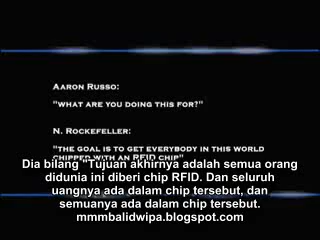 AARON RUSSO:
"WHAT ARE YOU DOING THIS FOR?"
N. ROCKEFELLER:
"THE GOAL IS TO GET EVERYBODY IN THIS WORLD
CHIPPED WITH AN RFID CHIP"
Dia bilang "Tujuan akhirnya adalah semua orang
didunia ini diberi chip RFID. Dan seluruh
uangnya ada dalam chip tersebut, dan
semuanya ada dalam chip tersebut.
mmmbalidwipa.blogspot.com